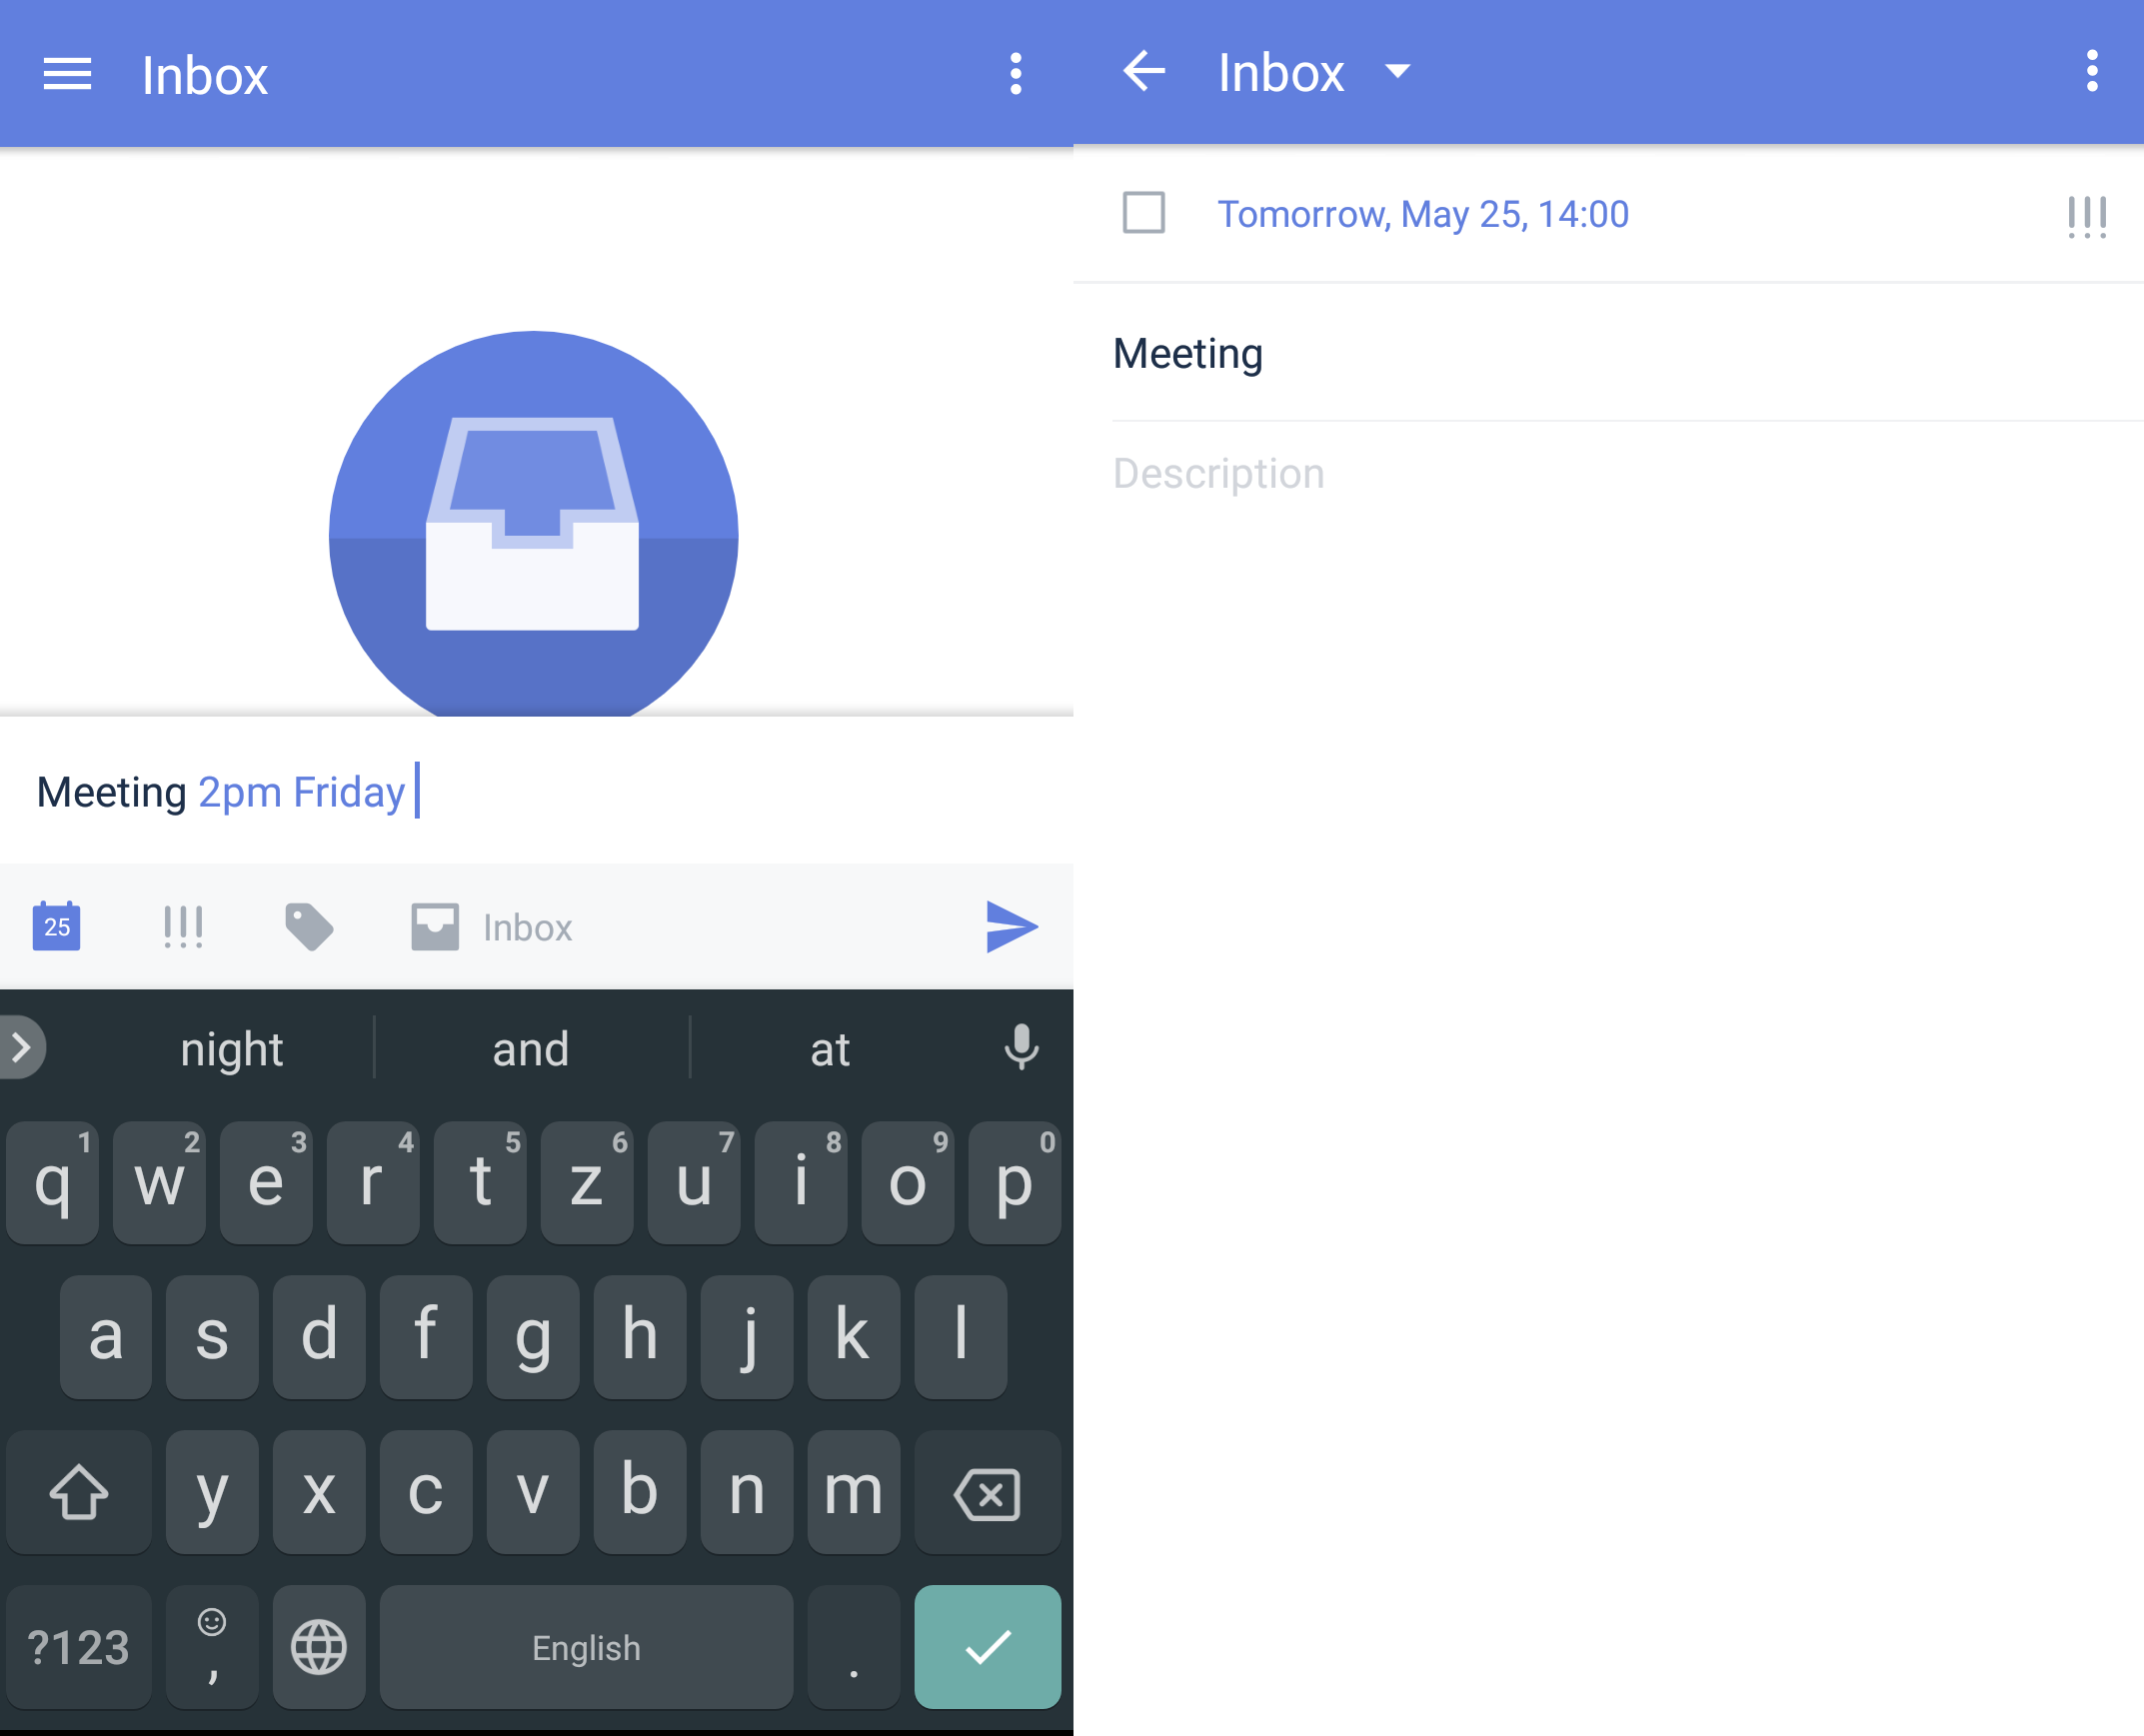 Inbox
Meeting 2pm Friday
25
Inbox
night and at
1 2 3 4 5 6 7 8 9 0
q w e r t z u i o p
a s d f g h j k l
y x c v b n m
?123 , English .
Inbox
Tomorrow, May 25, 14:00
!!!
Meeting
Description